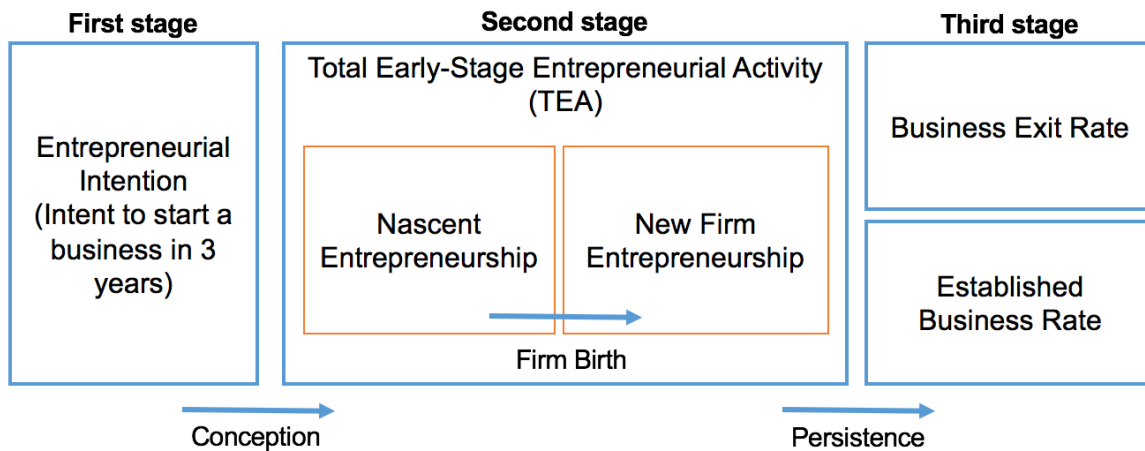 First stage
Entrepreneurial
Intention
(Intent to start a
business in 3
years)
Second stage
Total Early-Stage Entrepreneurial Activity
(TEA)
Nascent
Entrepreneurship
New Firm
Entrepreneurship
Firm Birth
Third stage
Business Exit Rate
Established
Business Rate
Conception
Persistence